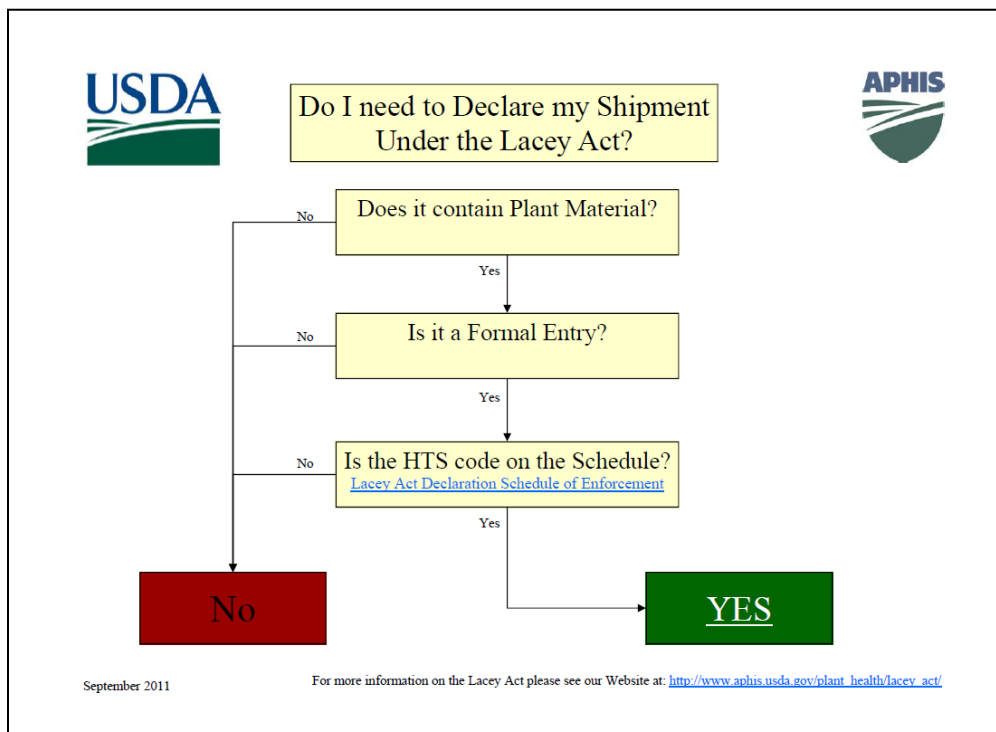 USDA
APHIS
Do I need to Declare my Shipment
Under the Lacey Act?
Does it contain Plant Material?
No
Yes
Is it a Formal Entry?
No
Yes
Is the HTS code on the Schedule?
Lacey Act Declaration Schedule of Enforcement
No
Yes
No
YES
September 2011
For more information on the Lacey Act please see our Website at: http://www.aphis.usda.gov/plant_health/lacey_act/